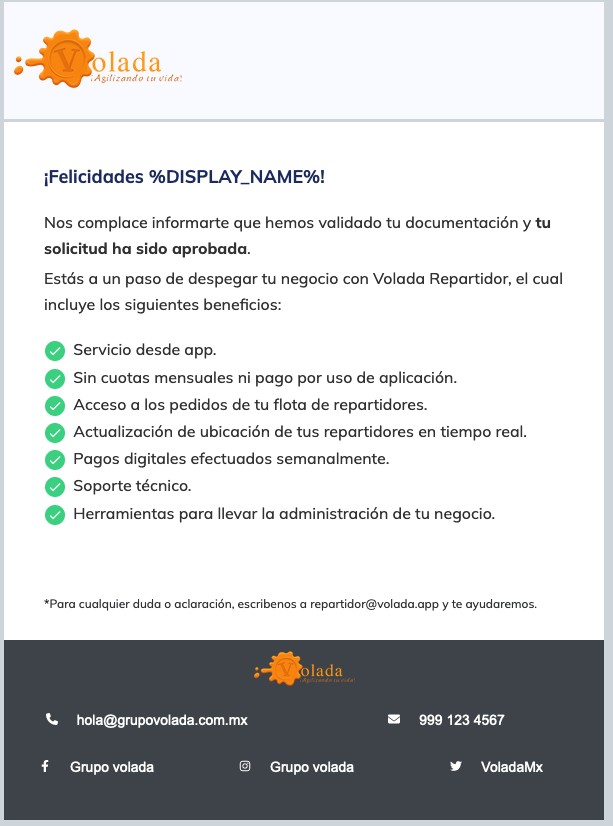 Volada
¡Agilizando tu vida!
¡Felicidades %DISPLAY_NAME%!
Nos complace informarte que hemos validado tu documentación y tu
solicitud ha sido aprobada.
Estás a un paso de despegar tu negocio con Volada Repartidor, el cual
incluye los siguientes beneficios:
Servicio desde app.
Sin cuotas mensuales ni pago por uso de aplicación.
Acceso a los pedidos de tu flota de repartidores.
Actualización de ubicación de tus repartidores en tiempo real.
Pagos digitales efectuados semanalmente.
Soporte técnico.
Herramientas para llevar la administración de tu negocio.
*Para cualquier duda o aclaración, escribenos a repartidor@volada.app y te ayudaremos.
Volada
¡Agilizando tu vida!
hola@grupovolada.com.mx 999 123 4567
Grupo volada Grupo volada VoladaMx